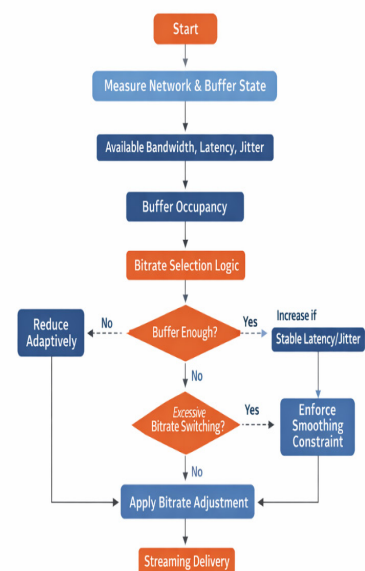 Start
Measure Network & Buffer State
Available Bandwidth, Latency, Jitter
Buffer Occupancy
Bitrate Selection Logic
Reduce
Adaptively
No
Buffer Enough?
Yes
Increase if
Stable Latency/Jitter
No
Excessive
Bitrate Switching?
Yes
Enforce
Smoothing
Constraint
No
Apply Bitrate Adjustment
Streaming Delivery